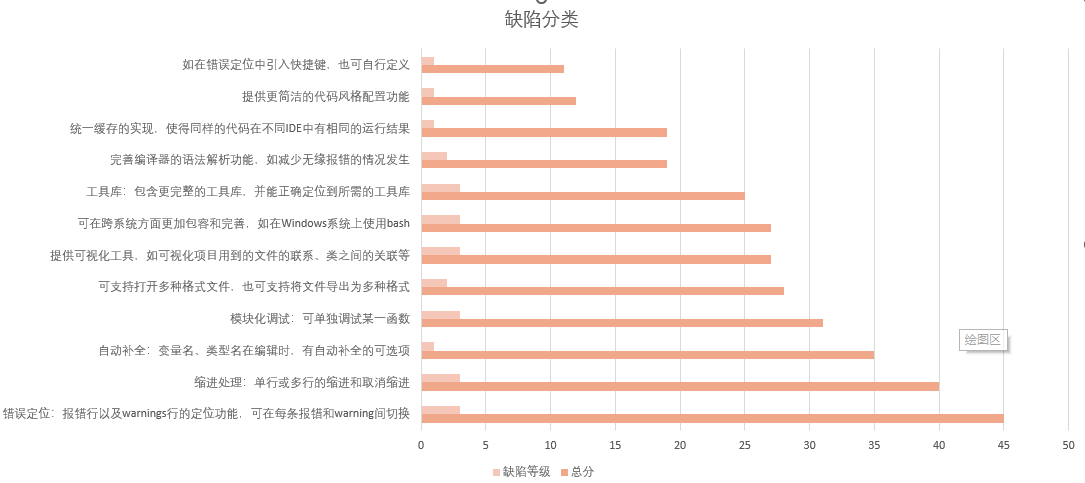 缺陷分类
如在错误定位中引入快捷键，也可自行定义
提供更简洁的代码风格配置功能
统一缓存的实现，使得同样的代码在不同IDE中有相同的运行结果
完善编译器的语法解析功能，如减少无缘报错的情况发生
工具库：包含更完整的工具库，并能正确定位到所需的工具库
可在跨系统方面更加包容和完善，如在Windows系统上使用bash
提供可视化工具，如可视化项目用到的文件的联系、类之间的关联等
可支持打开多种格式文件，也可支持将文件导出为多种格式
模块化调试：可单独调试某一函数
绘图区
自动补全：变量名、类型名在编辑时，有自动补全的可选项
缩进处理：单行或多行的缩进和取消缩进
错误定位：报错行以及warnings行的定位功能，可在每条报错和warning间切换
0 5 10 15 20 25 30 35 40 45 50
缺陷等级 总分